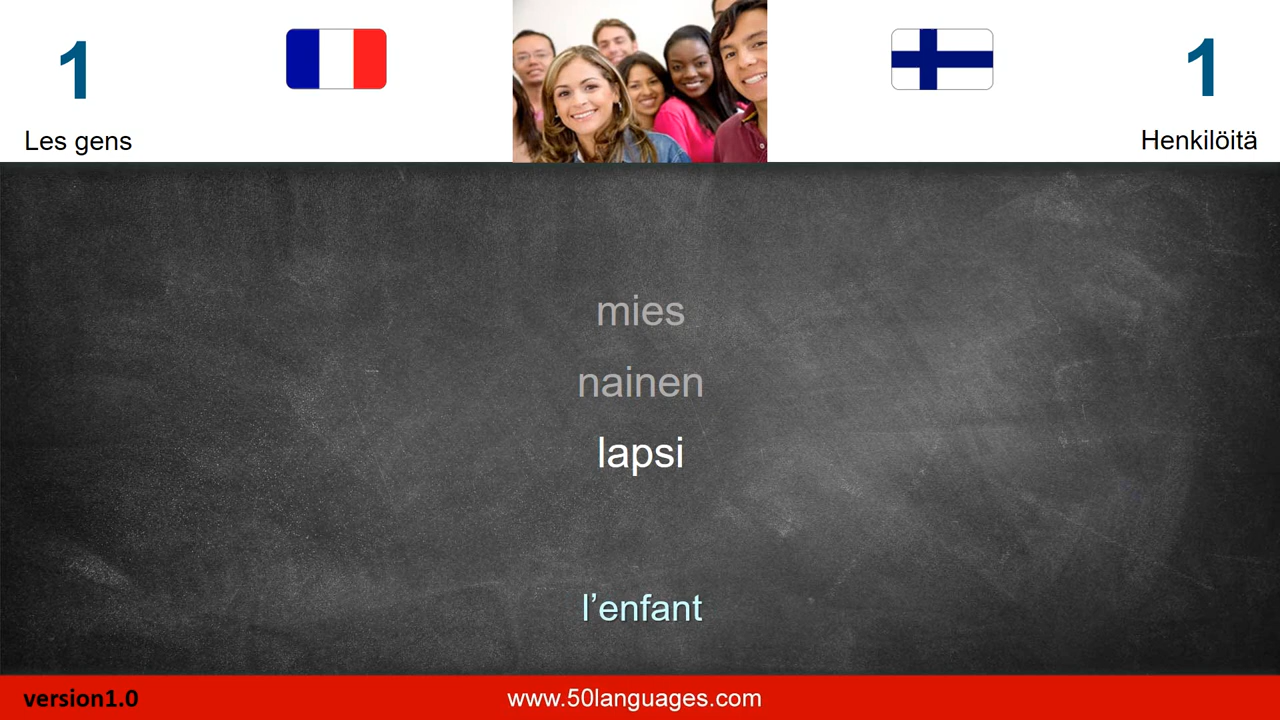 1
1
Les gens
Henkilöitä
mies
nainen
lapsi
l’enfant
version1.0
www.50languages.com